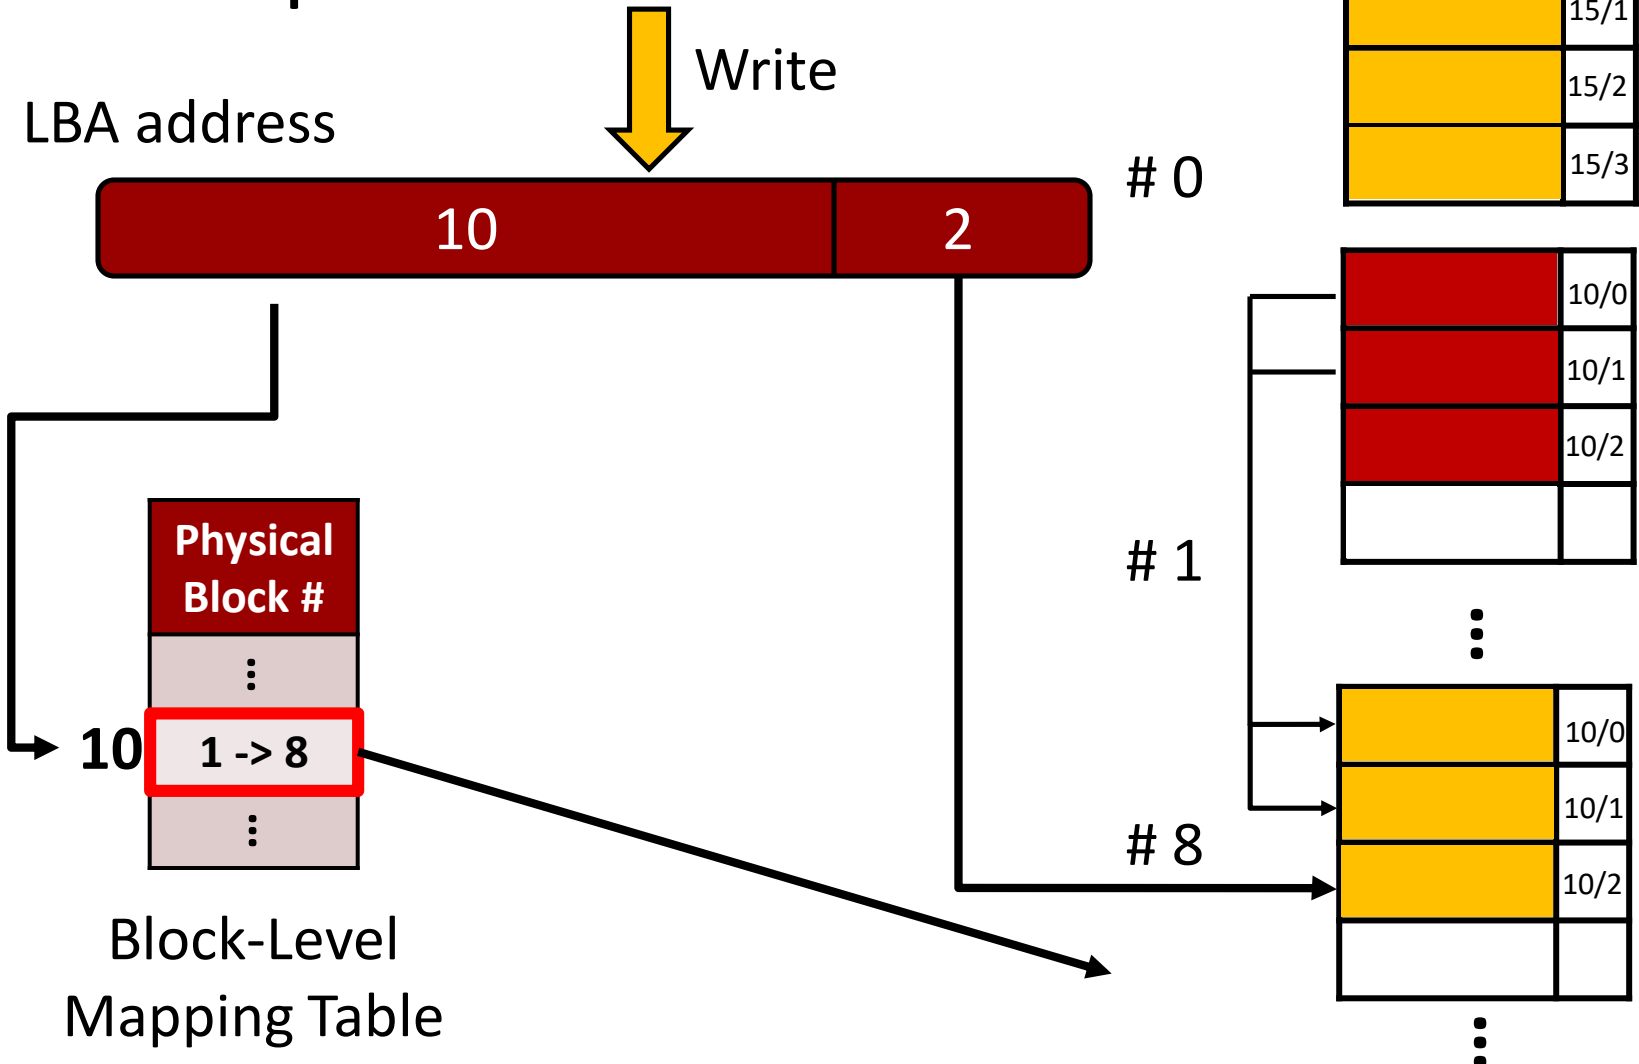 Write
LBA address
10
2
# 0
15/1
15/2
15/3
10/0
10/1
10/2
# 1
Physical
Block #
10
1 -> 8
# 8
10/0
10/1
10/2
Block-Level
Mapping Table